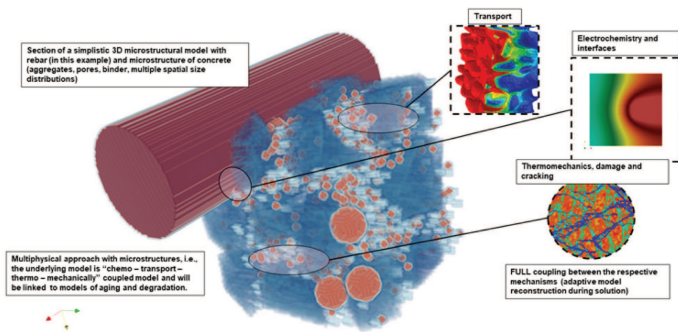 Transport
Section of a simplistic 3D microstructural model with
rebar (in this example) and microstructure of concrete
(aggregates, pores, binder, multiple spatial size
distributions)
Electrochemistry and
interfaces
Thermomechanics, damage and
cracking
Multiphysical approach with microstructures, i.e.,
the underlying model is "chemo – transport –
thermo – mechanically" coupled model and will
be linked to models of aging and degradation.
FULL coupling between the respective
mechanisms (adaptive model
reconstruction during solution)